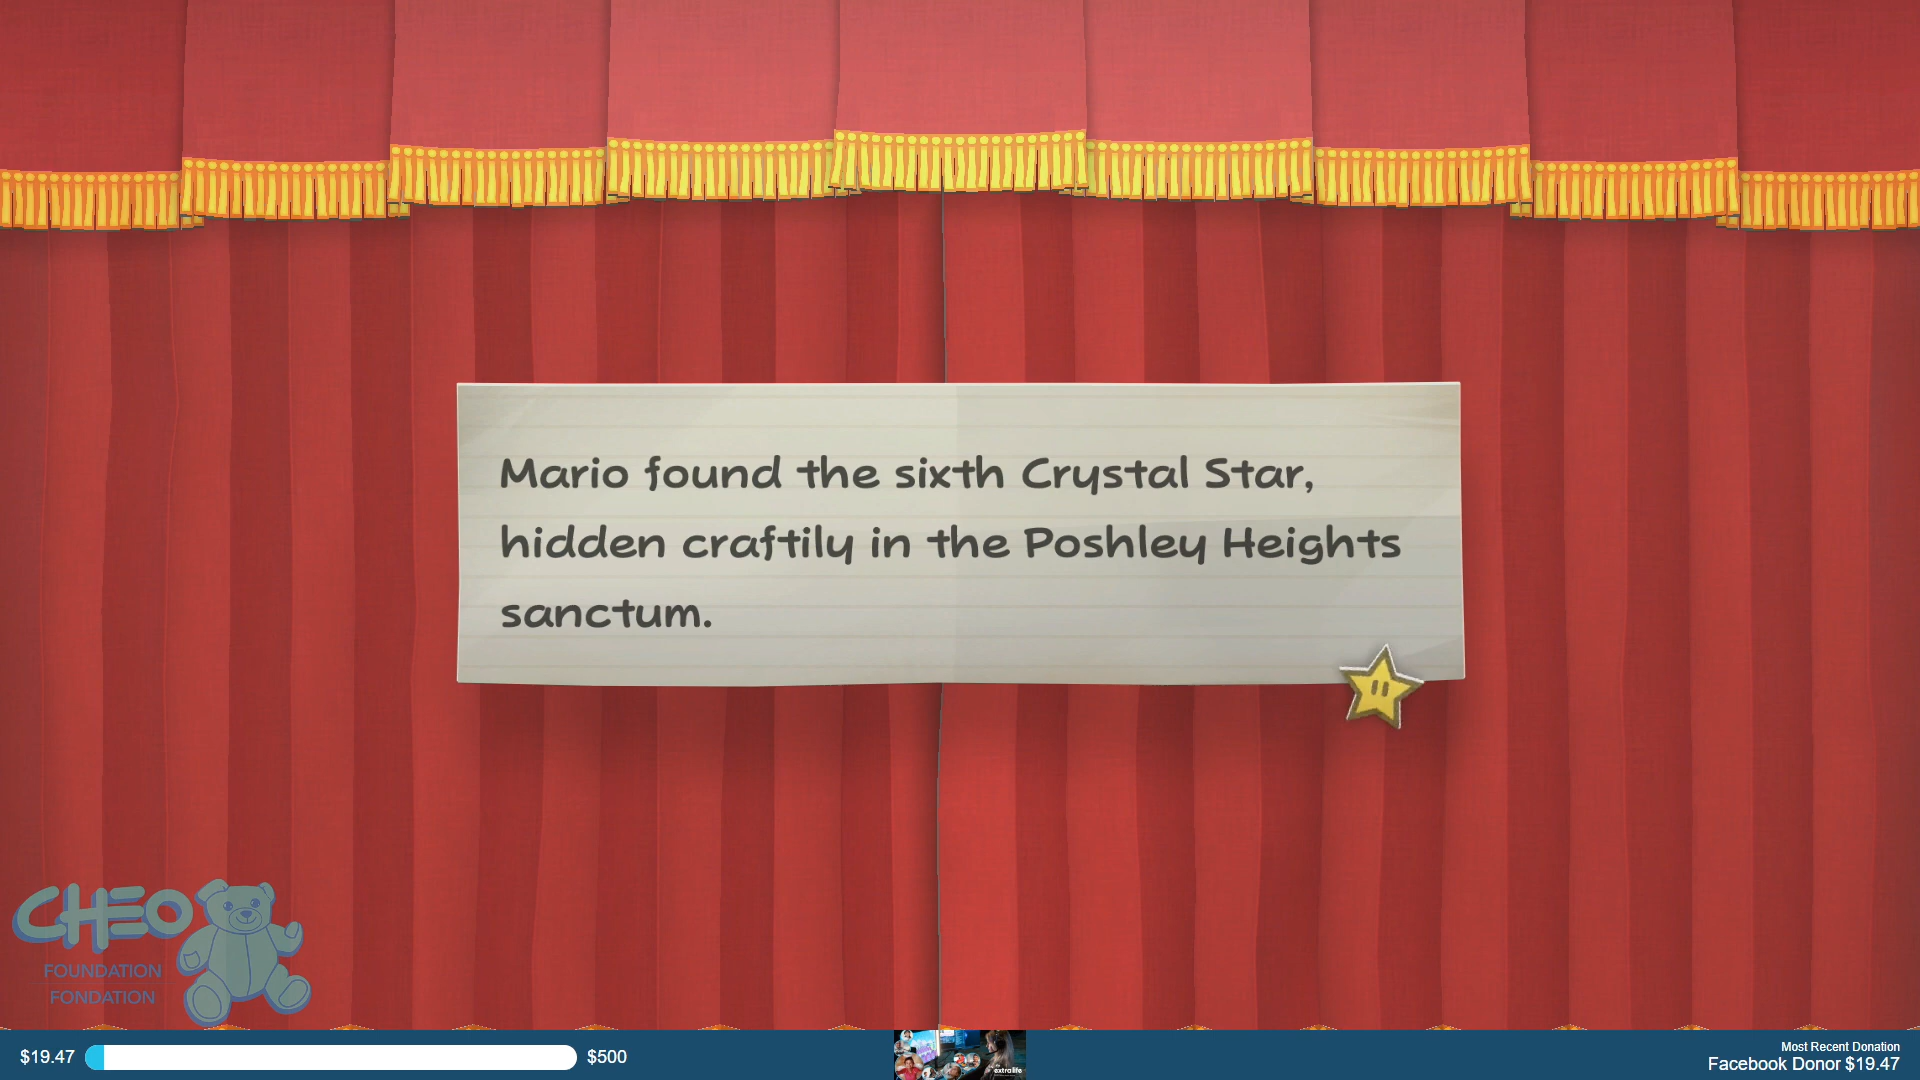 Mario found the sixth Crystal Star,
hidden craftily in the Poshley Heights
sanctum.
CHEO
FOUNDATION
FONDATION
$19.47
$500
extralife
Most Recent Donation
Facebook Donor $19.47